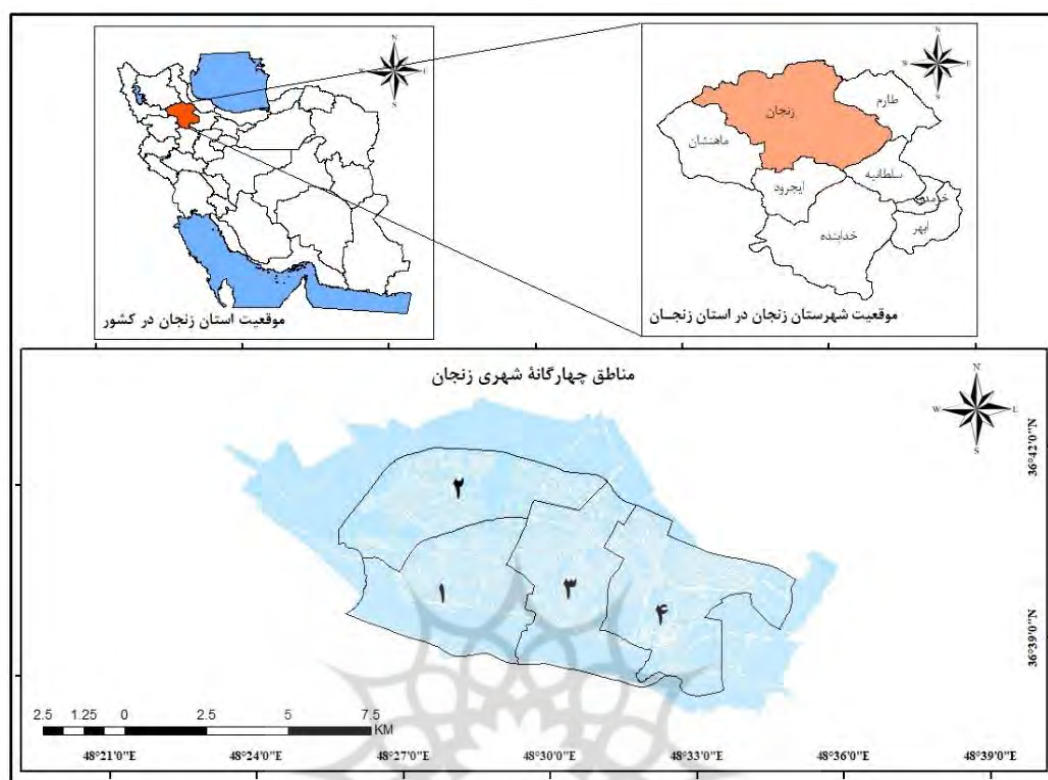 N
W
E
S
موقعیت استان زنجان در کشور
N
W
E
S
زنجان
طارم
ماهنشان
سلطانیه
ایجرود
ابهر
خدابنده
موقعیت شهرستان زنجان در استان زنجـان
مناطق چهارگانهٔ شهری زنجان
N
W
E
S
۲
۱
۳
۴
36°42'0"N
36°39'0"N
2.5 1.25 0 2.5 5 7.5
KM
48°21'0"E 48°24'0"E 48°27'0"E 48°30'0"E 48°33'0"E 48°36'0"E 48°39'0"E